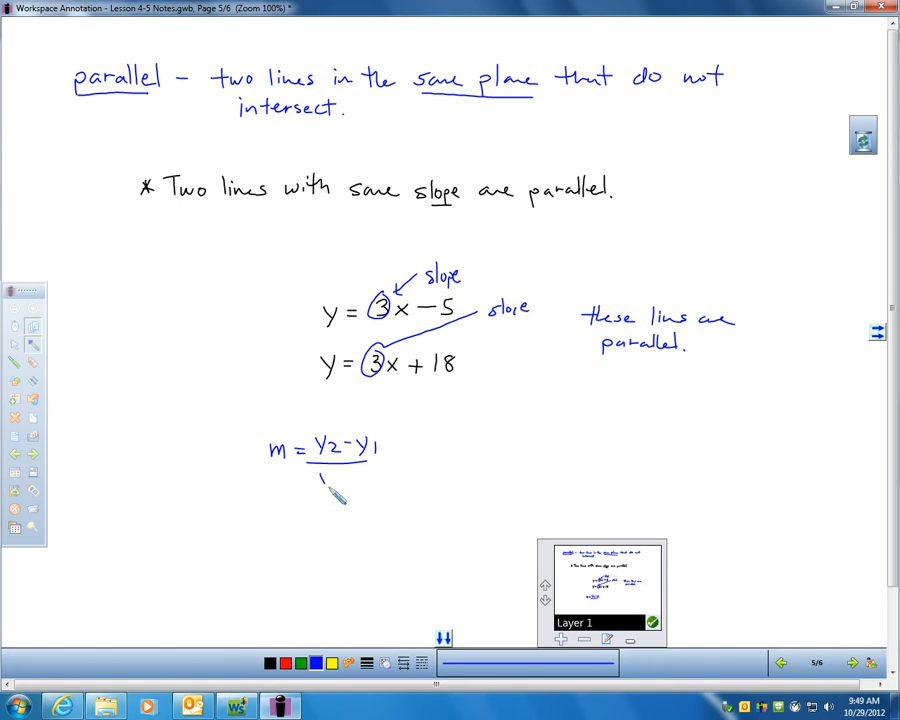 Workspace Annotation - Lesson 4-5 Notes.gwb, Page 5/6 (Zoom 100%) *
parallel - two lines in the same plane that do not
intersect.
* Two lines with same slope are parallel.
slope
y = 3x - 5
slope
these lins are
parallel.
y = 3x + 18
m = y2 - y1
Layer 1
5/6
9:49 AM
10/29/2012